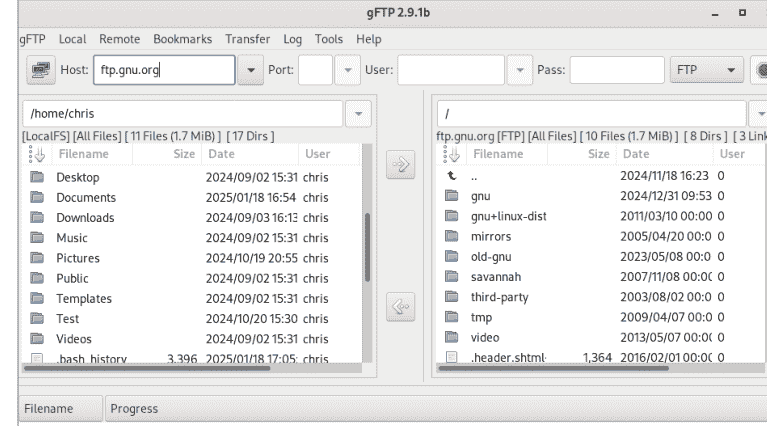 gFTP 2.9.1b
gFTP Local Remote Bookmarks Transfer Log Tools Help
Host: ftp.gnu.org Port: User: Pass: FTP
/home/chris
[LocalFS] [All Files] [ 11 Files (1.7 MiB) ] [ 17 Dirs ]
Filename Size Date User
Desktop 2024/09/02 15:31 chris
Documents 2025/01/18 16:54 chris
Downloads 2024/09/03 16:13 chris
Music 2024/09/02 15:31 chris
Pictures 2024/10/19 20:55 chris
Public 2024/09/02 15:31 chris
Templates 2024/09/02 15:31 chris
Test 2024/10/20 15:30 chris
Videos 2024/09/02 15:31 chris
.bash_history 3,396 2025/01/18 17:05: chris
/
ftp.gnu.org [FTP] [All Files] [ 10 Files (1.7 MiB) ] [ 8 Dirs ] [ 3 Link
Filename Size Date User
.. 2024/11/18 16:23 0
gnu 2024/12/31 09:53 0
gnu+linux-dist 2011/03/10 00:00 0
mirrors 2005/04/20 00:0 0
old-gnu 2023/05/08 00:0 0
savannah 2007/11/08 00:0 0
third-party 2003/08/02 00:0 0
tmp 2009/04/07 00:0 0
video 2013/05/07 00:0 0
.header.shtml 1,364 2016/02/01 00:0 0
Filename Progress